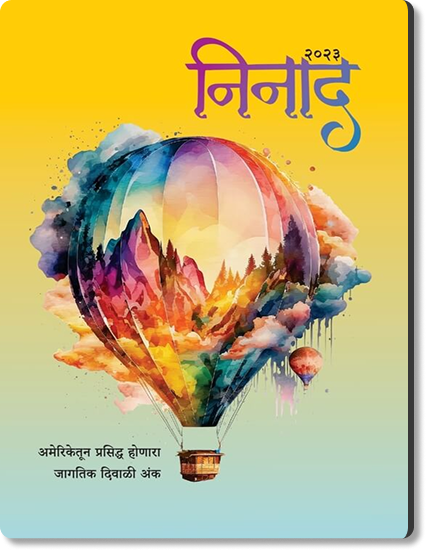 २०२३
निनाद
अमेरिकेतून प्रसिद्ध होणारा
जागतिक दिवाळी अंक